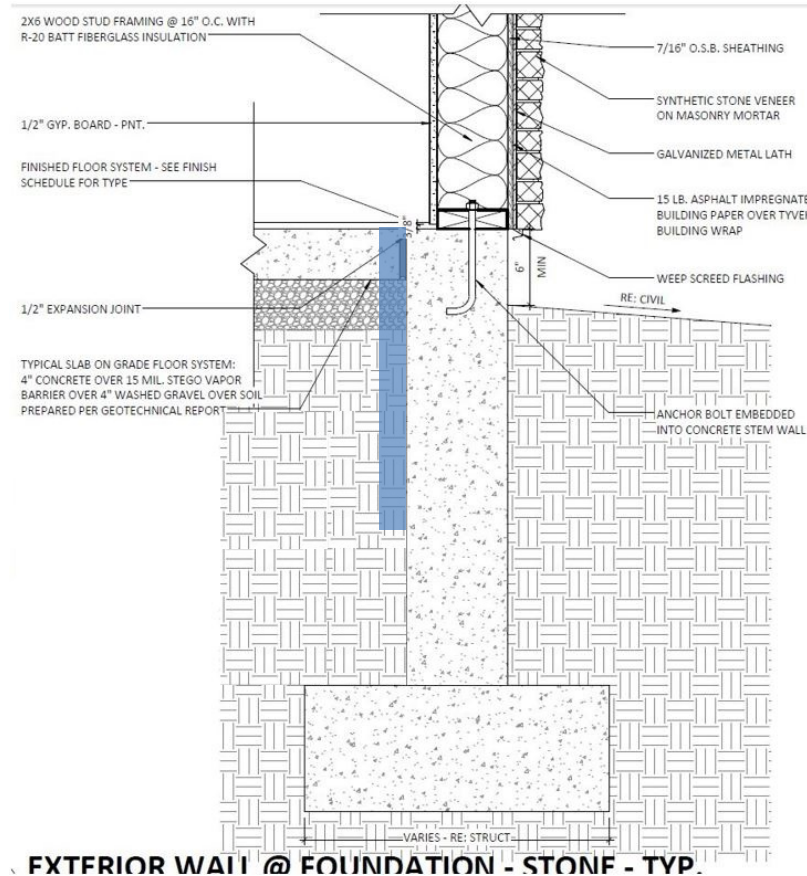 2X6 WOOD STUD FRAMING @ 16" O.C. WITH
R-20 BATT FIBERGLASS INSULATION
1/2" GYP. BOARD - PNT.
FINISHED FLOOR SYSTEM - SEE FINISH
SCHEDULE FOR TYPE
1/2" EXPANSION JOINT
TYPICAL SLAB ON GRADE FLOOR SYSTEM:
4" CONCRETE OVER 15 MIL. STEGO VAPOR
BARRIER OVER 4" WASHED GRAVEL OVER SOIL
PREPARED PER GEOTECHNICAL REPORT
3/8"
7/16" O.S.B. SHEATHING
SYNTHETIC STONE VENEER
ON MASONRY MORTAR
GALVANIZED METAL LATH
15 LB. ASPHALT IMPREGNATE
BUILDING PAPER OVER TYVEK
BUILDING WRAP
WEEP SCREED FLASHING
6"
MIN
RE: CIVIL
ANCHOR BOLT EMBEDDED
INTO CONCRETE STEM WALL
VARIES - RE: STRUCT
EXTERIOR WALL @ FOUNDATION - STONE - TYP.